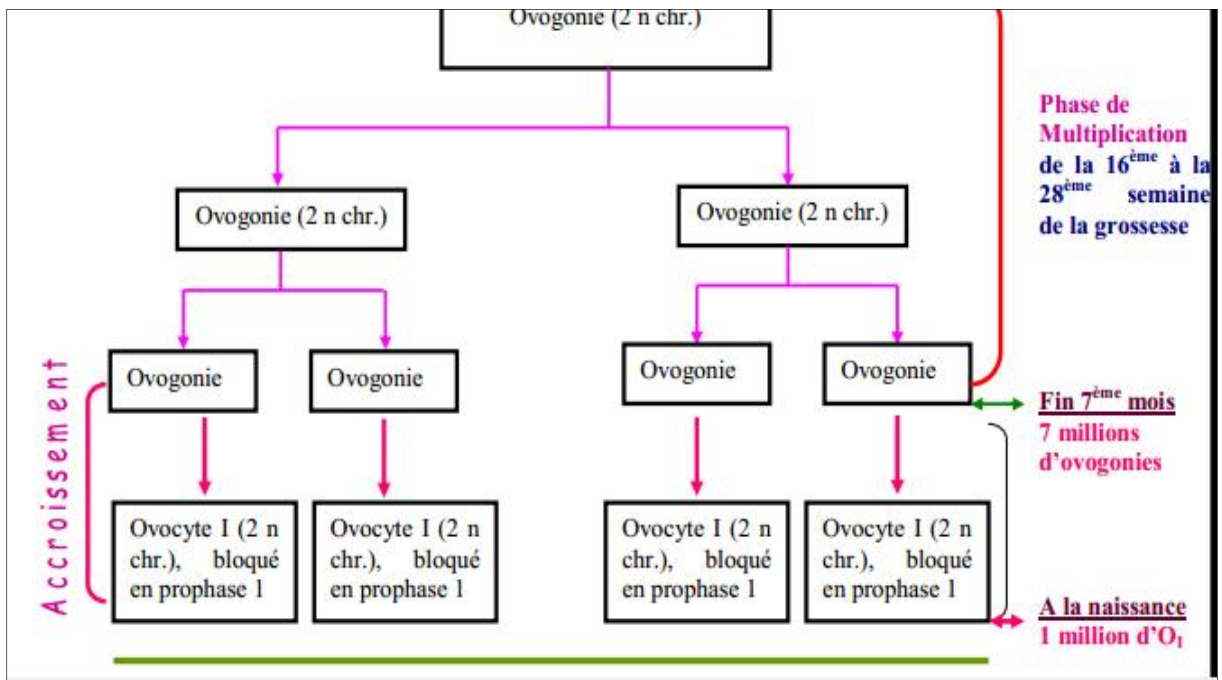 Ovogonie (2 n chr.)
Phase de
Multiplication
de la 16ème à la
28ème semaine
de la grossesse
Ovogonie (2 n chr.)
Ovogonie (2 n chr.)
Ovogonie
Ovogonie
Ovogonie
Ovogonie
Accroissement
Fin 7ème mois
7 millions
d’ovogonies
Ovocyte I (2 n
chr.), bloqué
en prophase 1
Ovocyte I (2 n
chr.), bloqué
en prophase 1
Ovocyte I (2 n
chr.), bloqué
en prophase 1
Ovocyte I (2 n
chr.), bloqué
en prophase 1
A la naissance
1 million d’O1